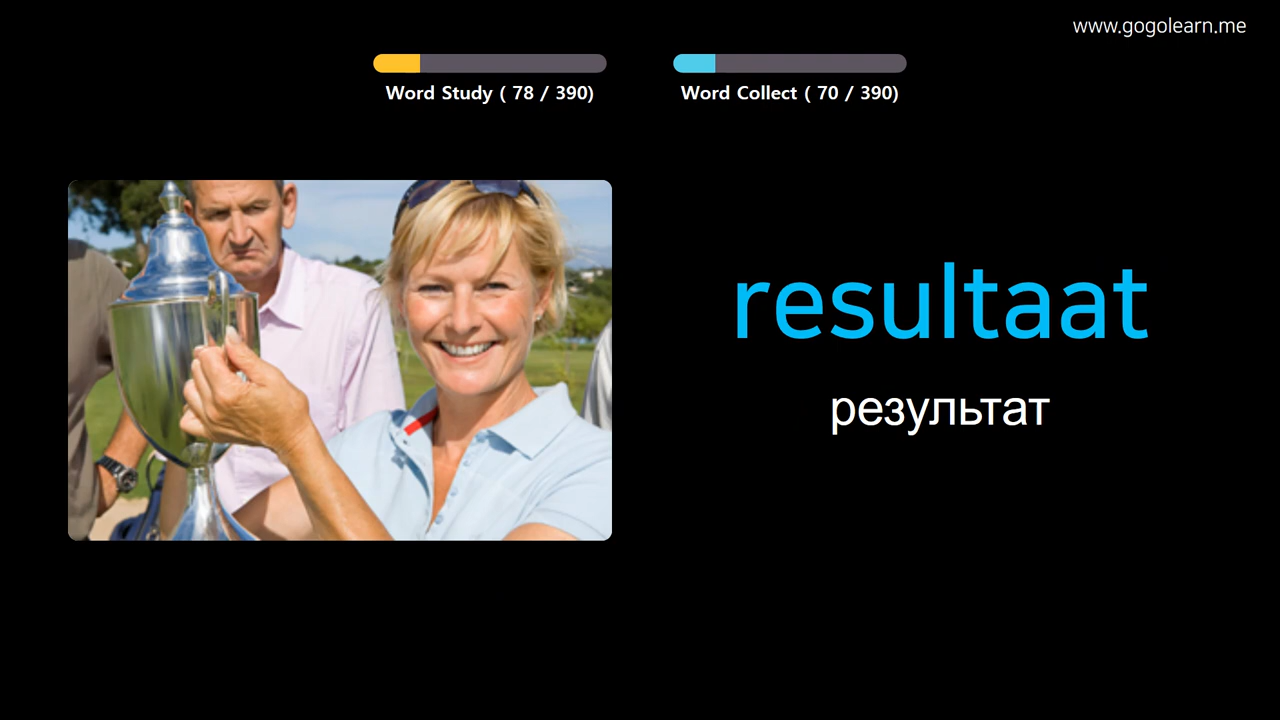 www.gogolearn.me
Word Study ( 78 / 390)
Word Collect ( 70 / 390)
resultaat
результат